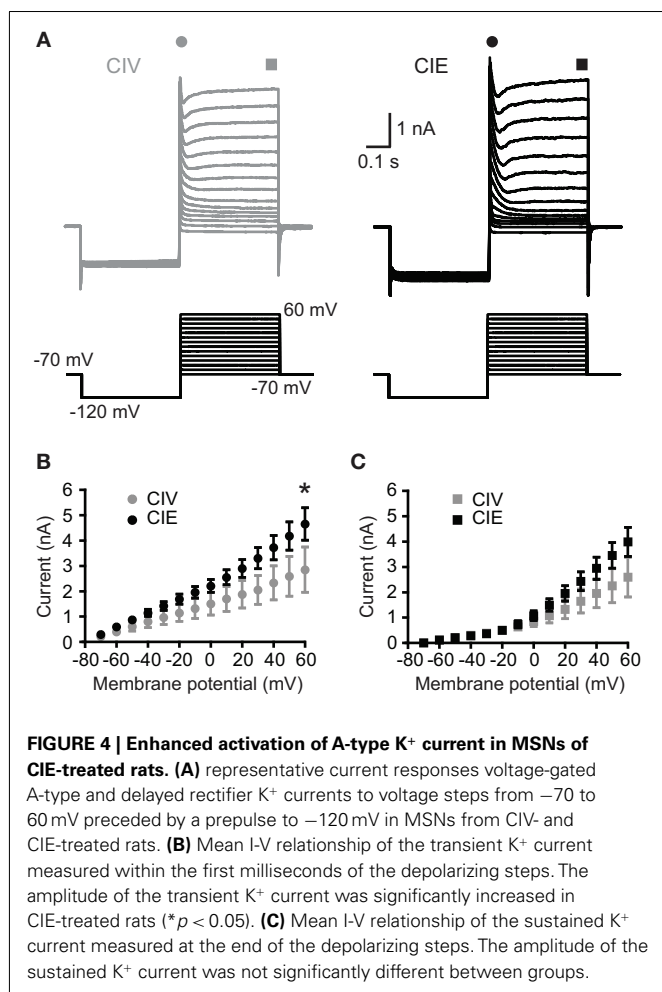 A
CIV
CIE
1 nA
0.1 s
60 mV
-70 mV
-70 mV
-120 mV
B
C
*
CIV
CIE
CIV
CIE
Current (nA)
6
5
4
3
2
1
0
-80 -60 -40 -20 0 20 40 60
Membrane potential (mV)
Current (nA)
6
5
4
3
2
1
0
-80 -60 -40 -20 0 20 40 60
Membrane potential (mV)
FIGURE 4 | Enhanced activation of A-type K⁺ current in MSNs of
CIE-treated rats. (A) representative current responses voltage-gated
A-type and delayed rectifier K⁺ currents to voltage steps from −70 to
60 mV preceded by a prepulse to −120 mV in MSNs from CIV- and
CIE-treated rats. (B) Mean I-V relationship of the transient K⁺ current
measured within the first milliseconds of the depolarizing steps. The
amplitude of the transient K⁺ current was significantly increased in
CIE-treated rats (*p < 0.05). (C) Mean I-V relationship of the sustained K⁺
current measured at the end of the depolarizing steps. The amplitude of the
sustained K⁺ current was not significantly different between groups.